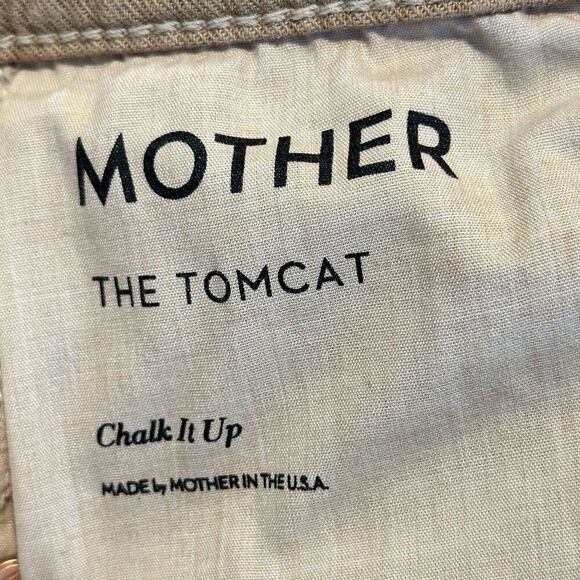 MOTHER
THE TOMCAT
Chalk It Up
MADE by MOTHER IN THE U.S.A.